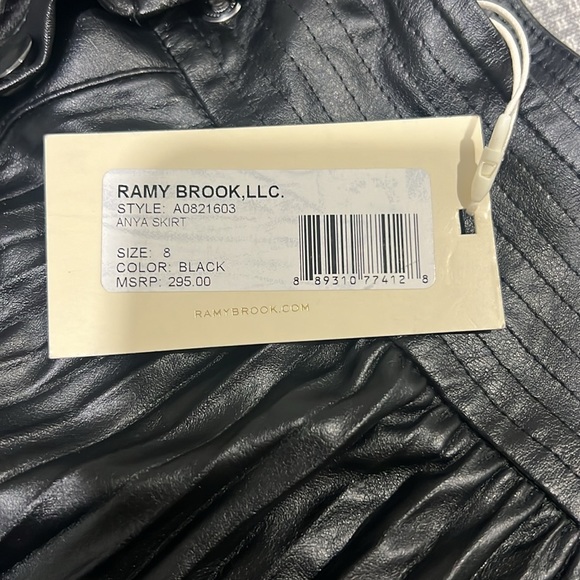 RAMY BROOK,LLC.
STYLE: A0821603
ANYA SKIRT
SIZE: 8
COLOR: BLACK
MSRP: 295.00
8 89310 77412 8
RAMYBROOK.COM